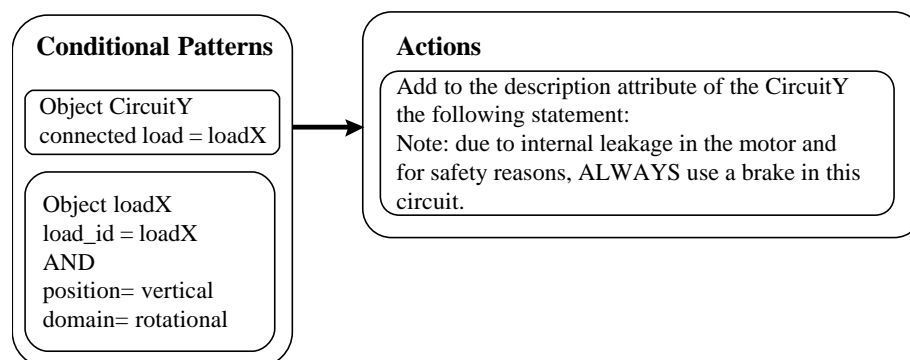 Conditional Patterns
Object CircuitY
connected load = loadX
Object loadX
load_id = loadX
AND
position= vertical
domain= rotational
Actions
Add to the description attribute of the CircuitY
the following statement:
Note: due to internal leakage in the motor and
for safety reasons, ALWAYS use a brake in this
circuit.